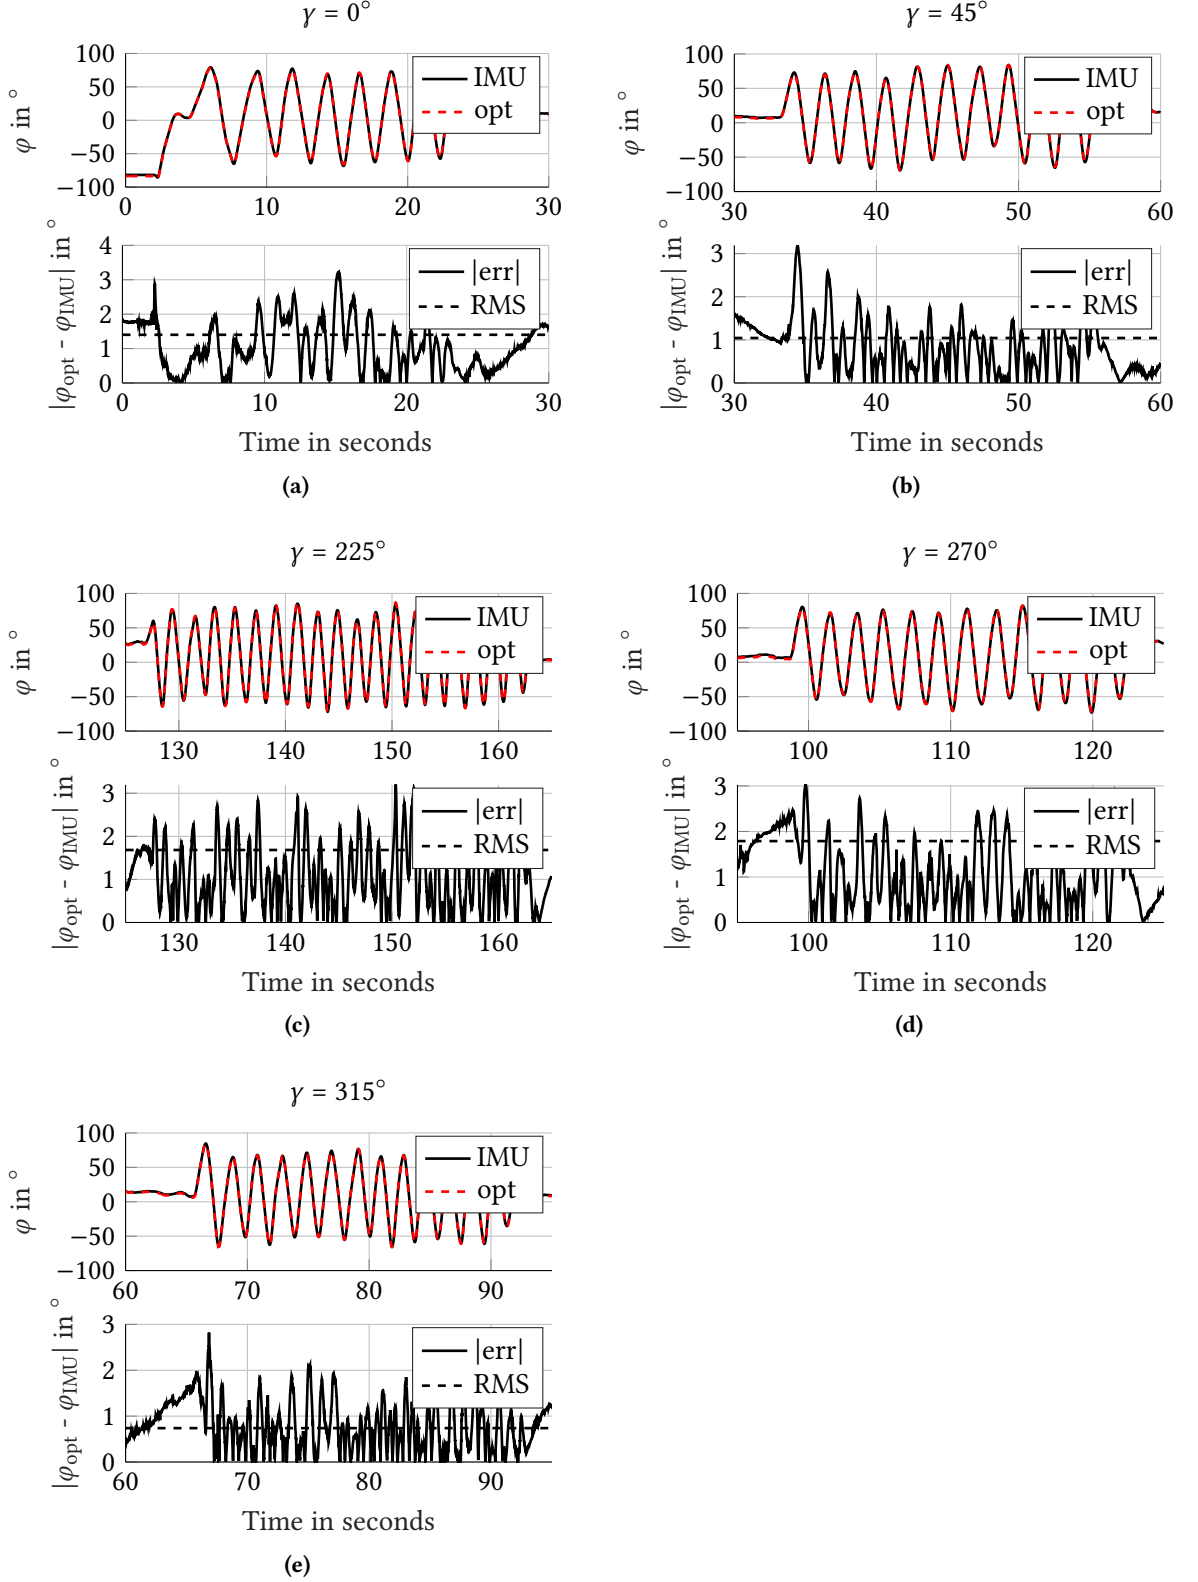 γ = 0°
100
50
0
−50
−100
φ in °
IMU
opt
0
10
20
30
4
3
2
1
0
|φopt - φIMU| in °
|err|
RMS
0
10
20
30
Time in seconds
(a)
γ = 45°
100
50
0
−50
−100
φ in °
IMU
opt
30
40
50
60
3
2
1
0
|φopt - φIMU| in °
|err|
RMS
30
40
50
60
Time in seconds
(b)
γ = 225°
100
50
0
−50
−100
φ in °
IMU
opt
130
140
150
160
3
2
1
0
|φopt - φIMU| in °
|err|
RMS
130
140
150
160
Time in seconds
(c)
γ = 270°
100
50
0
−50
−100
φ in °
IMU
opt
100
110
120
3
2
1
0
|φopt - φIMU| in °
|err|
RMS
100
110
120
Time in seconds
(d)
γ = 315°
100
50
0
−50
−100
φ in °
IMU
opt
60
70
80
90
3
2
1
0
|φopt - φIMU| in °
|err|
RMS
60
70
80
90
Time in seconds
(e)